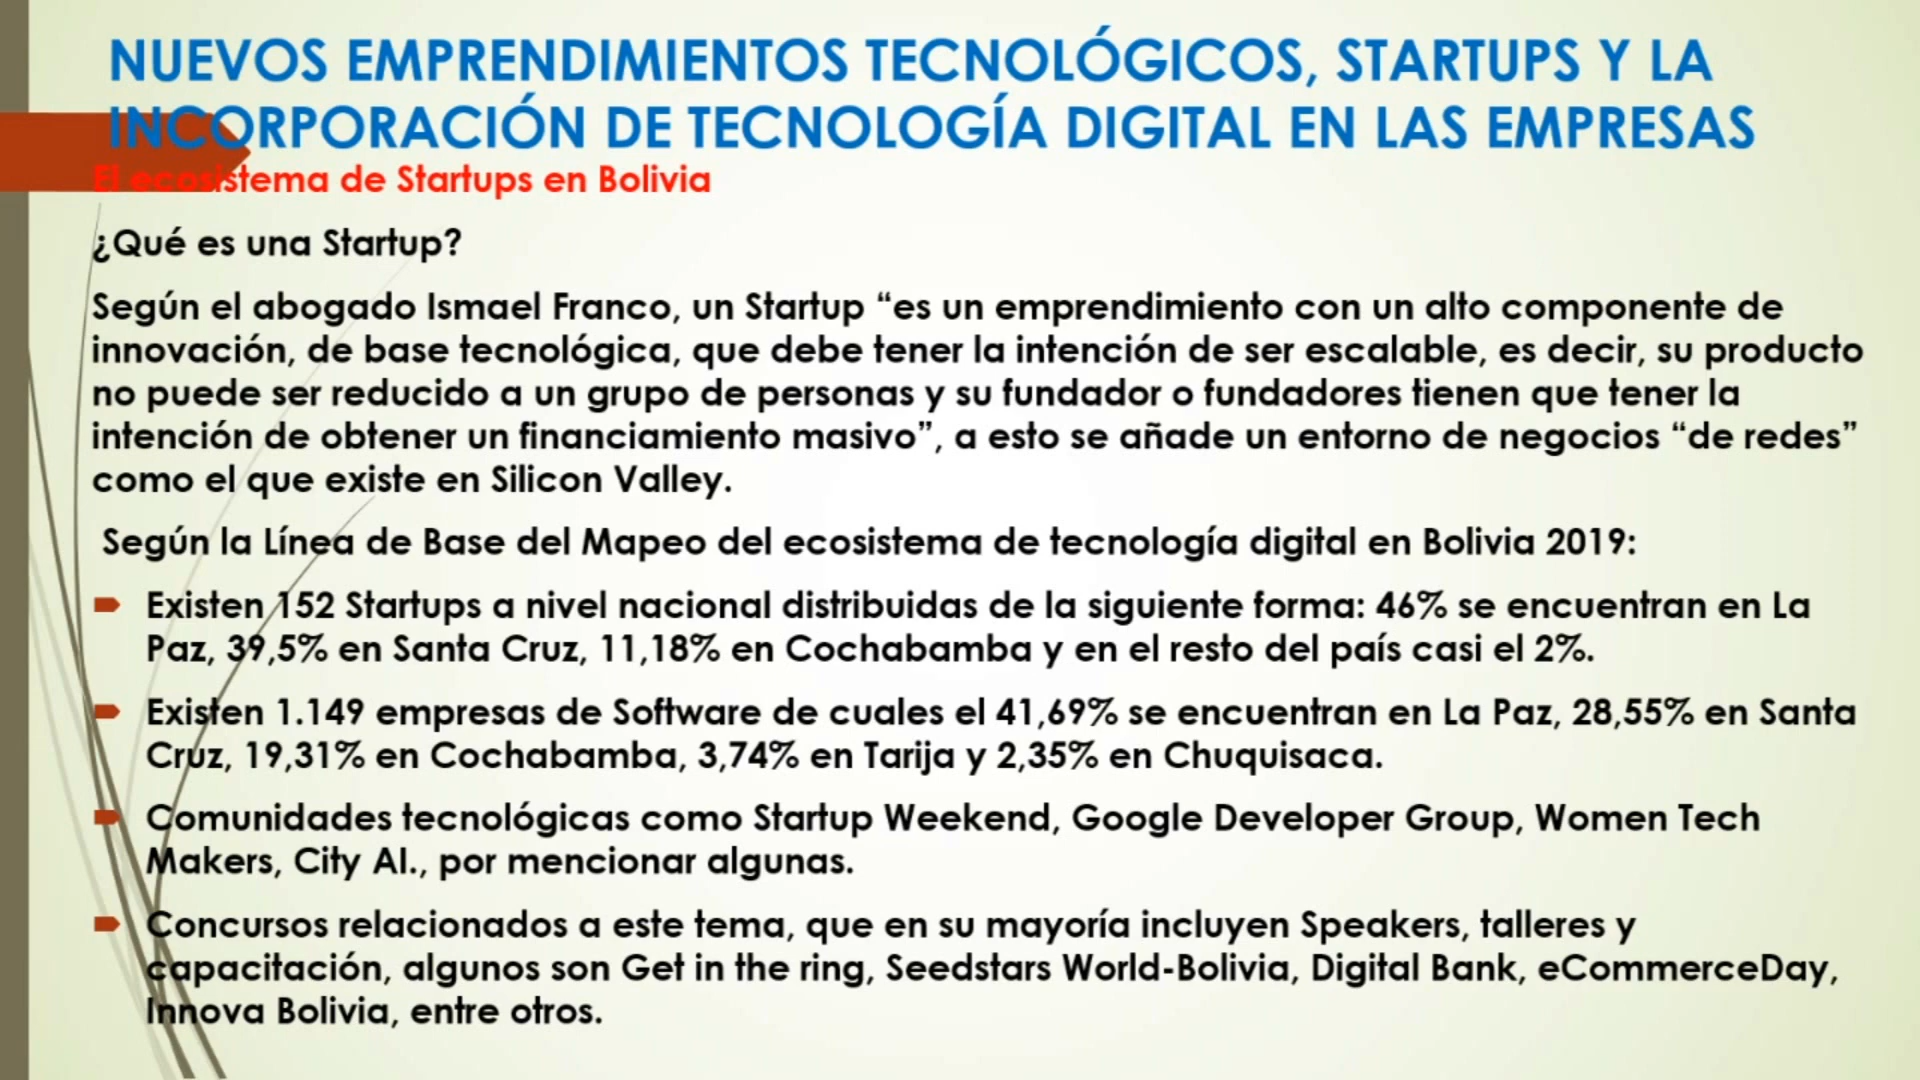 NUEVOS EMPRENDIMIENTOS TECNOLÓGICOS, STARTUPS Y LA
INCORPORACIÓN DE TECNOLOGÍA DIGITAL EN LAS EMPRESAS
El ecosistema de Startups en Bolivia
¿Qué es una Startup?
Según el abogado Ismael Franco, un Startup “es un emprendimiento con un alto componente de
innovación, de base tecnológica, que debe tener la intención de ser escalable, es decir, su producto
no puede ser reducido a un grupo de personas y su fundador o fundadores tienen que tener la
intención de obtener un financiamiento masivo”, a esto se añade un entorno de negocios “de redes”
como el que existe en Silicon Valley.
Según la Línea de Base del Mapeo del ecosistema de tecnología digital en Bolivia 2019:
Existen 152 Startups a nivel nacional distribuidas de la siguiente forma: 46% se encuentran en La
Paz, 39,5% en Santa Cruz, 11,18% en Cochabamba y en el resto del país casi el 2%.
Existen 1.149 empresas de Software de cuales el 41,69% se encuentran en La Paz, 28,55% en Santa
Cruz, 19,31% en Cochabamba, 3,74% en Tarija y 2,35% en Chuquisaca.
Comunidades tecnológicas como Startup Weekend, Google Developer Group, Women Tech
Makers, City AI., por mencionar algunas.
Concursos relacionados a este tema, que en su mayoría incluyen Speakers, talleres y
capacitación, algunos son Get in the ring, Seedstars World-Bolivia, Digital Bank, eCommerceDay,
Innova Bolivia, entre otros.